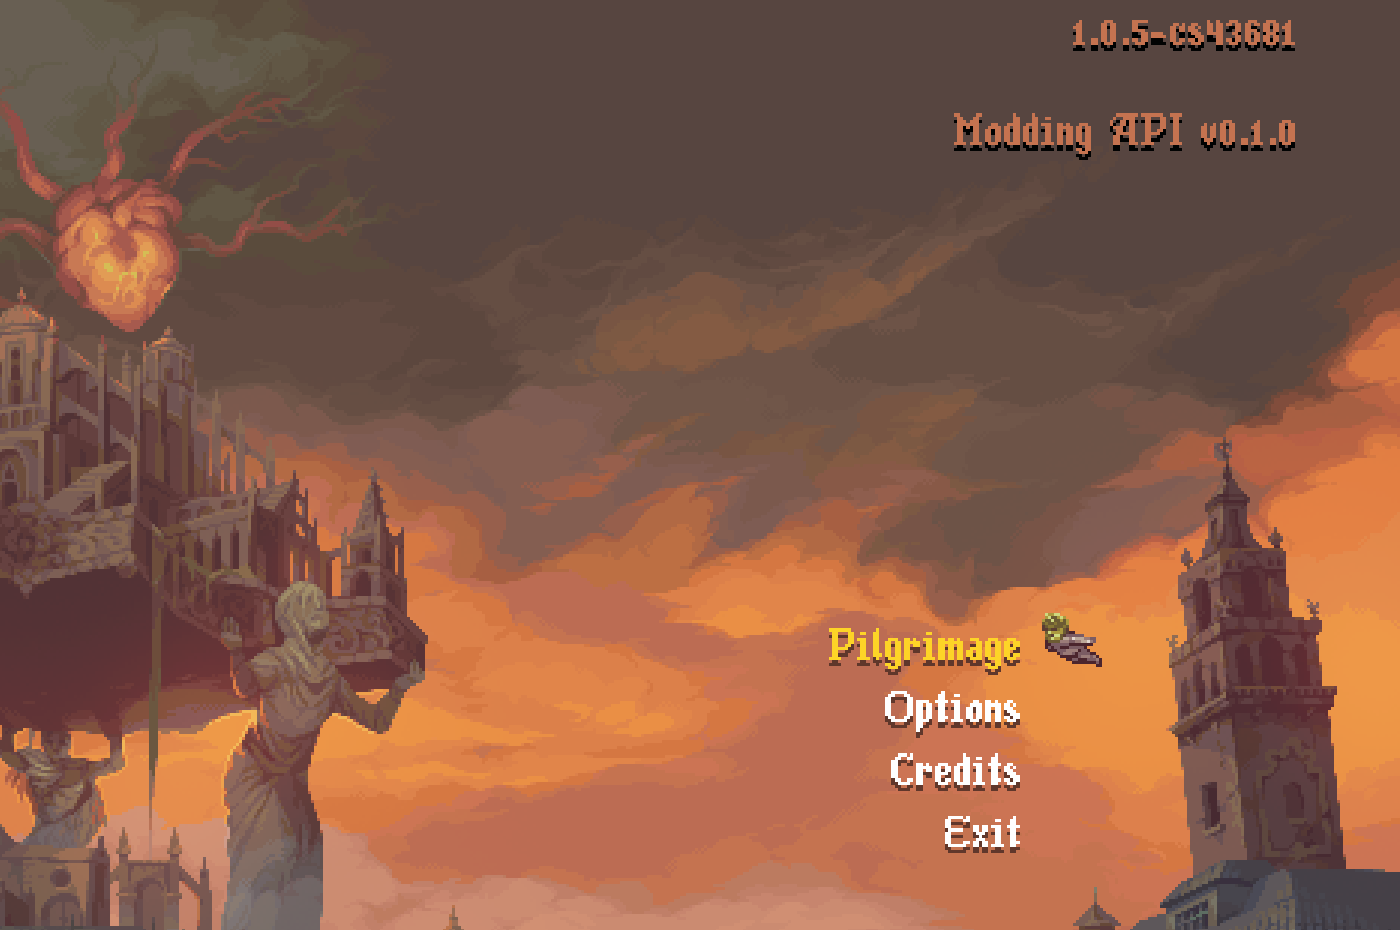 1.0.5-cs43681
Modding API v0.1.0
Pilgrimage
Options
Credits
Exit